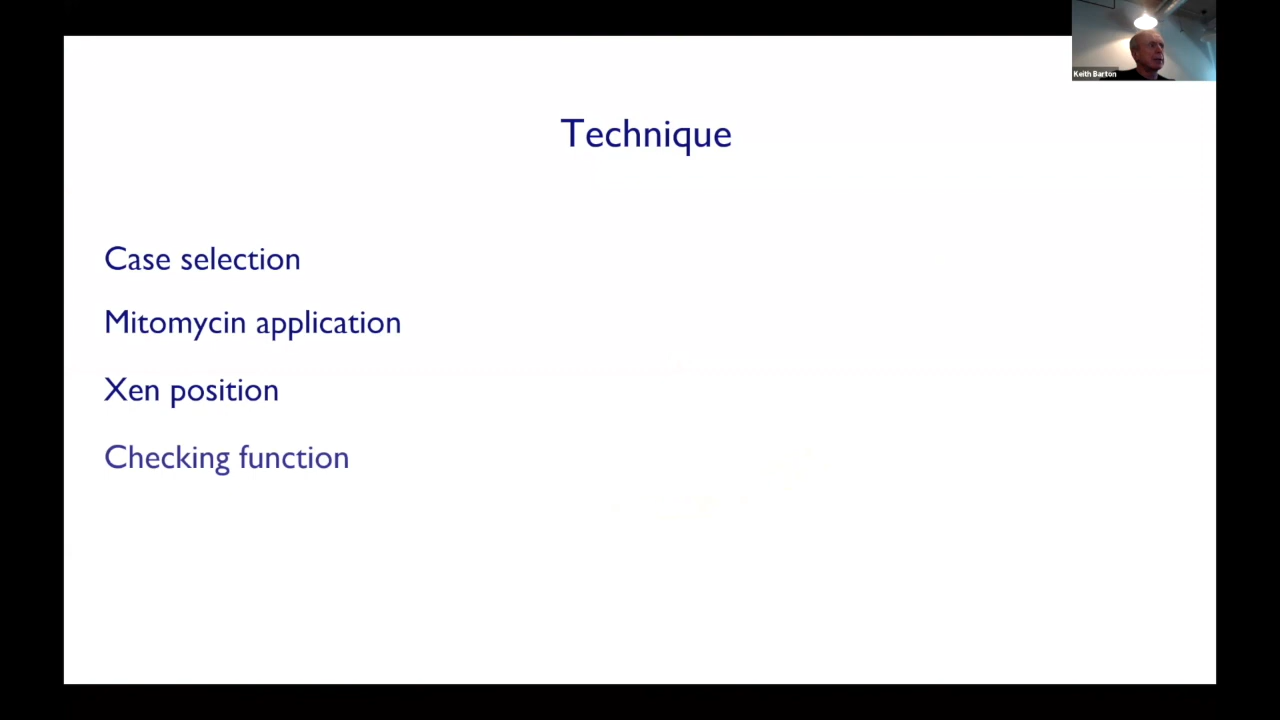 Keith Barton
Technique
Case selection
Mitomycin application
Xen position
Checking function